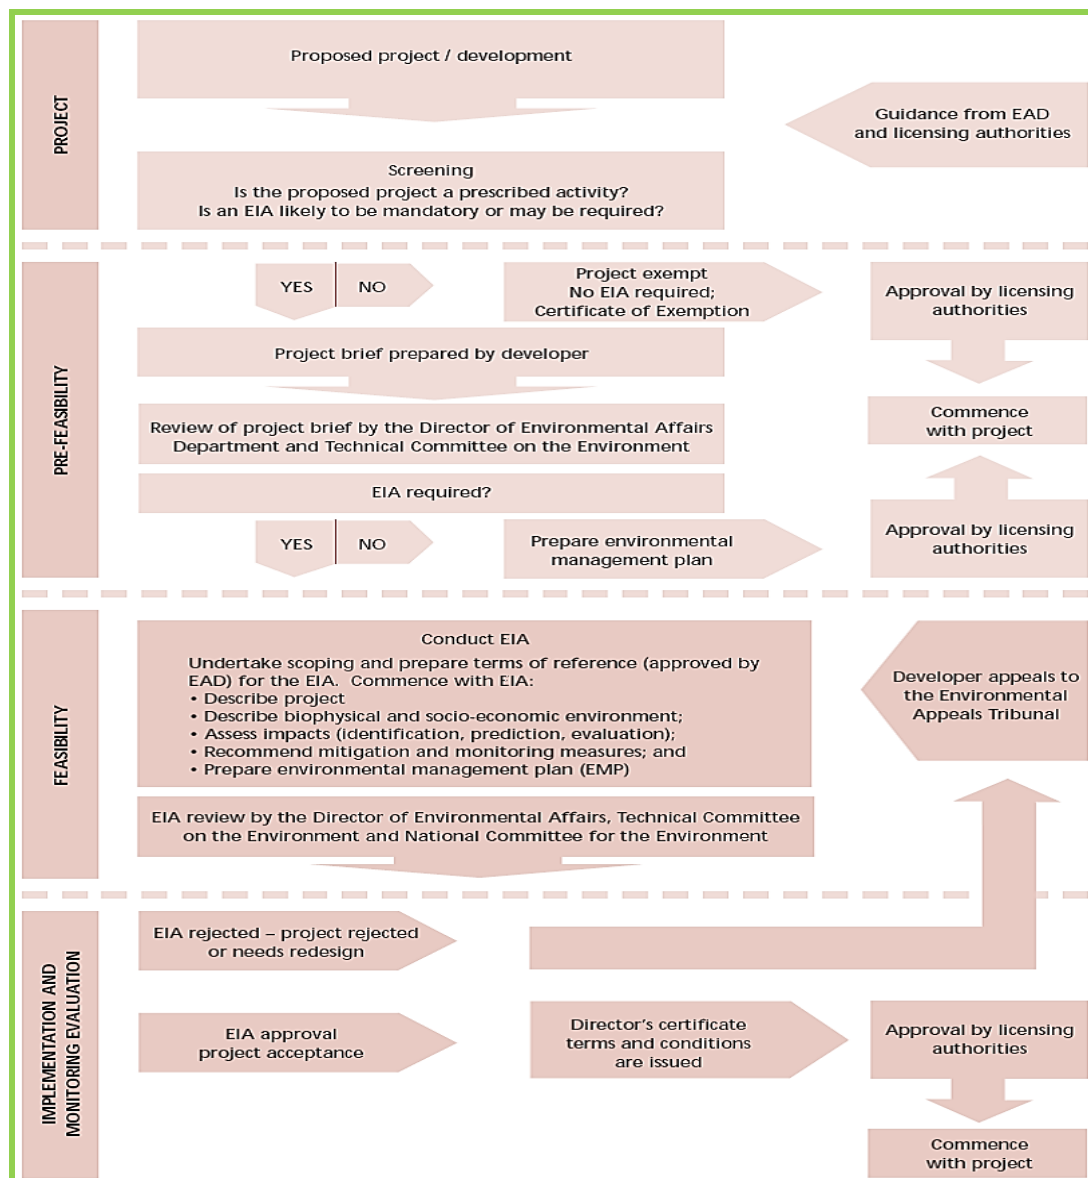 PROJECT
Proposed project / development
Guidance from EAD
and licensing authorities
Screening
Is the proposed project a prescribed activity?
Is an EIA likely to be mandatory or may be required?
PRE-FEASIBILITY
YES
NO
Project exempt
No EIA required;
Certificate of Exemption
Approval by licensing
authorities
Project brief prepared by developer
Commence
with project
Review of project brief by the Director of Environmental Affairs
Department and Technical Committee on the Environment
EIA required?
YES
NO
Prepare environmental
management plan
Approval by licensing
authorities
FEASIBILITY
Conduct EIA
Undertake scoping and prepare terms of reference (approved by
EAD) for the EIA.  Commence with EIA:
• Describe project
• Describe biophysical and socio-economic environment;
• Assess impacts (identification, prediction, evaluation);
• Recommend mitigation and monitoring measures; and
• Prepare environmental management plan (EMP)
Developer appeals to
the Environmental
Appeals Tribunal
EIA review by the Director of Environmental Affairs, Technical Committee
on the Environment and National Committee for the Environment
IMPLEMENTATION AND
MONITORING EVALUATION
EIA rejected – project rejected
or needs redesign
EIA approval
project acceptance
Director's certificate
terms and conditions
are issued
Approval by licensing
authorities
Commence
with project